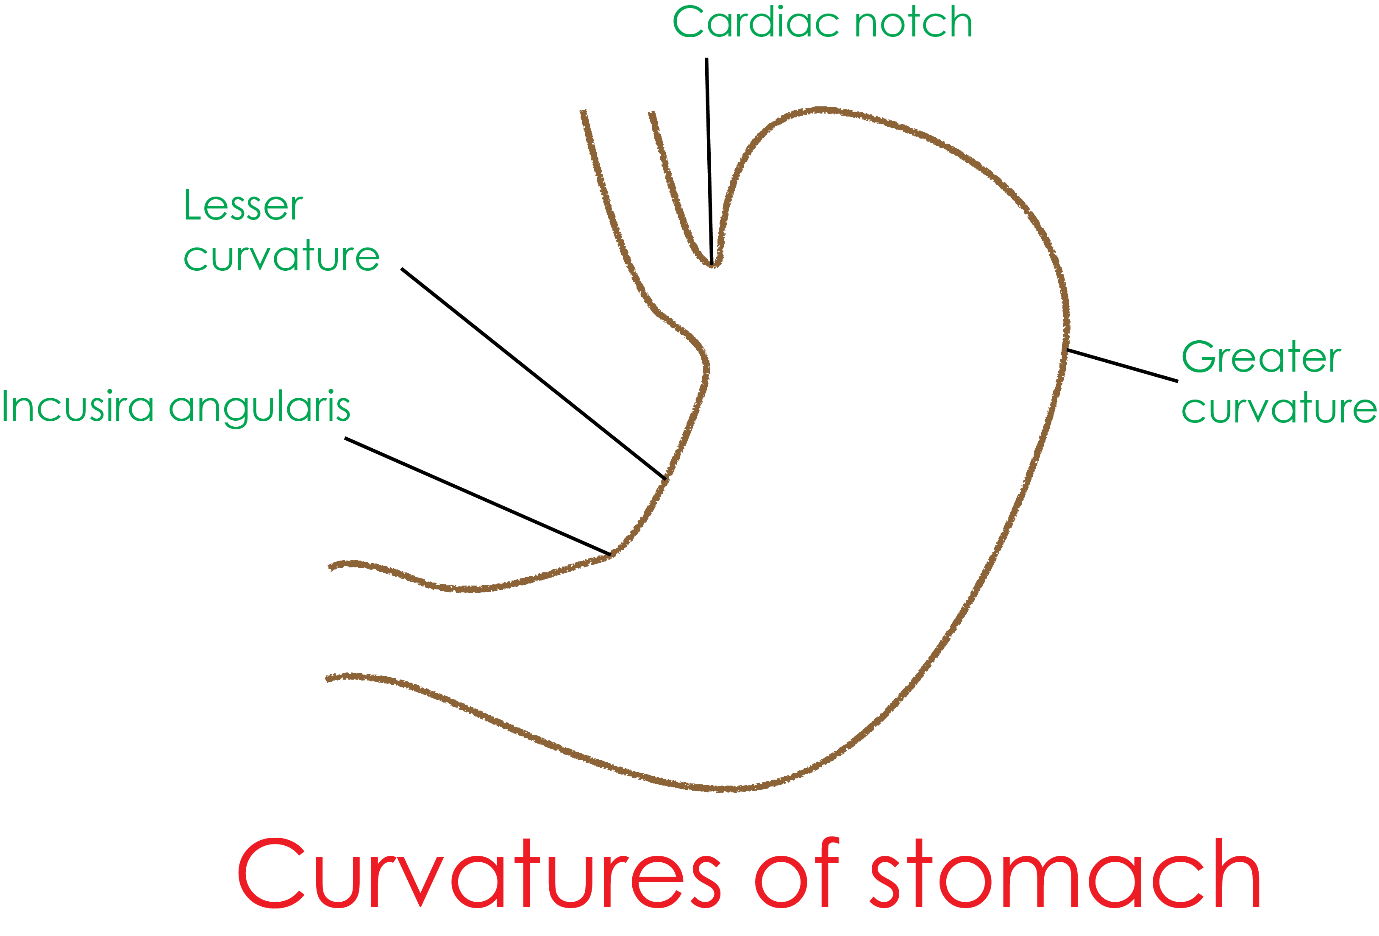 Cardiac notch
Lesser
curvature
Incusira angularis
Greater
curvature
Curvatures of stomach